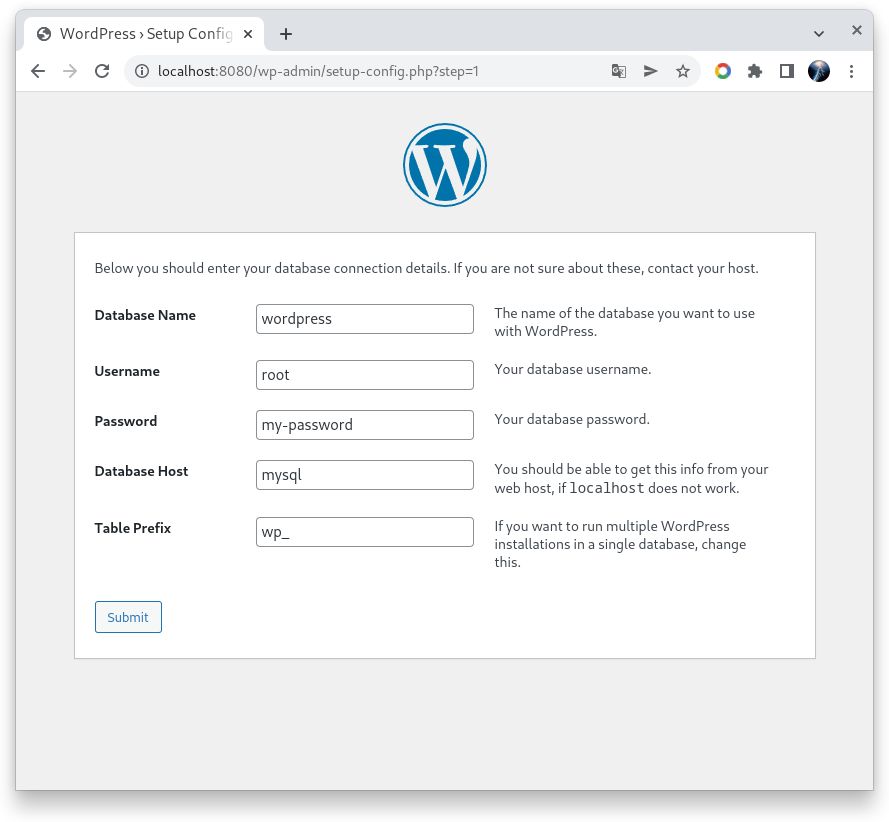 WordPress › Setup Config
localhost:8080/wp-admin/setup-config.php?step=1
W
Below you should enter your database connection details. If you are not sure about these, contact your host.
Database Name
wordpress
The name of the database you want to use
with WordPress.
Username
root
Your database username.
Password
my-password
Your database password.
Database Host
mysql
You should be able to get this info from your
web host, if localhost does not work.
Table Prefix
wp_
If you want to run multiple WordPress
installations in a single database, change
this.
Submit